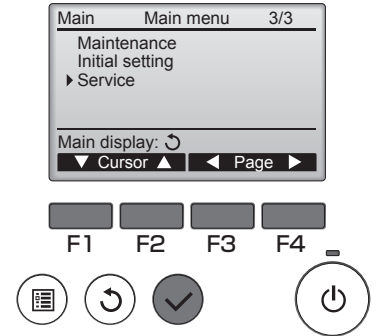 Main Main menu 3/3
Maintenance
Initial setting
Service
Main display:
Cursor Page
F1 F2 F3 F4